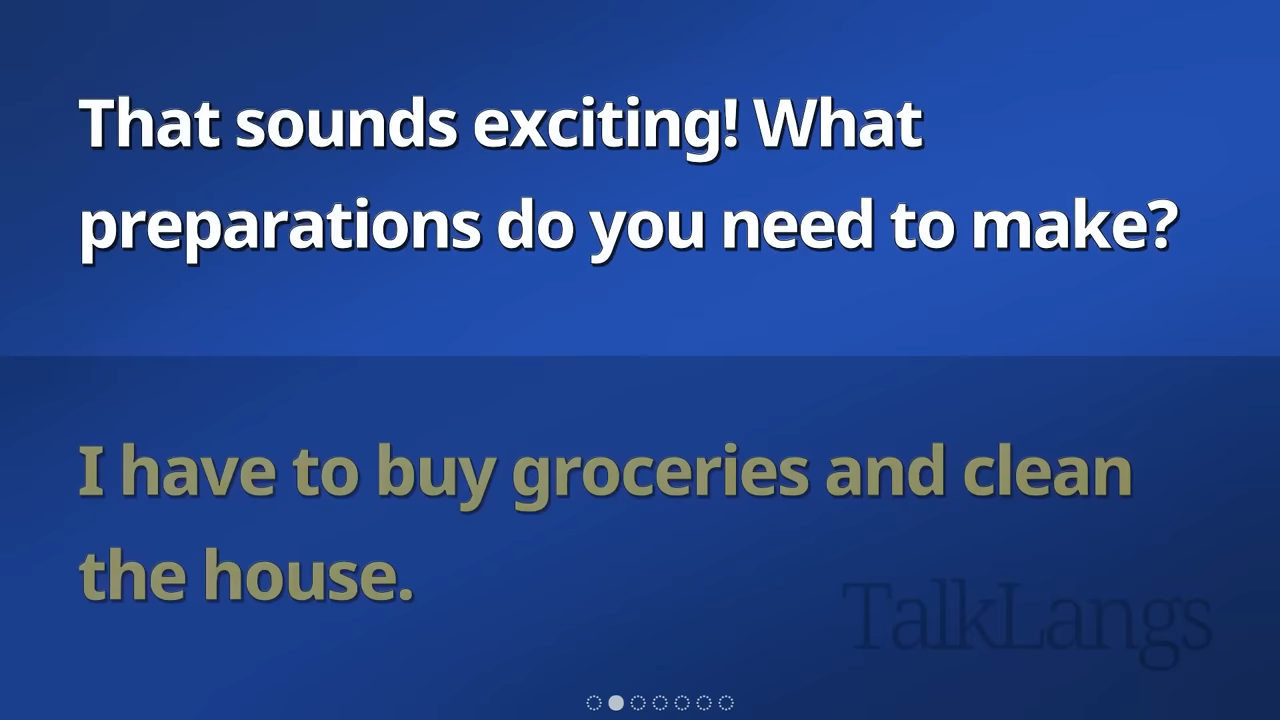 That sounds exciting! What
preparations do you need to make?
I have to buy groceries and clean
the house.
TalkLangs